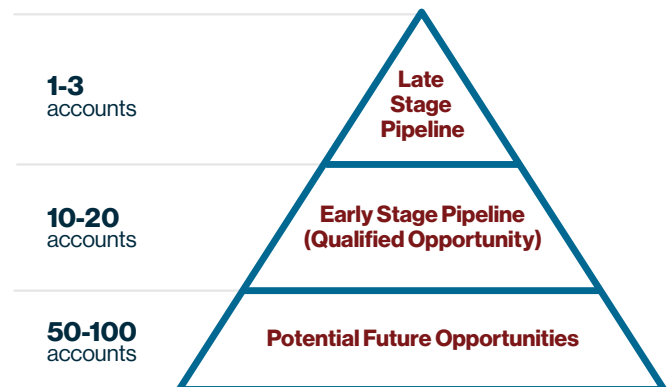 1-3
accounts
Late
Stage
Pipeline
10-20
accounts
Early Stage Pipeline
(Qualified Opportunity)
50-100
accounts
Potential Future Opportunities